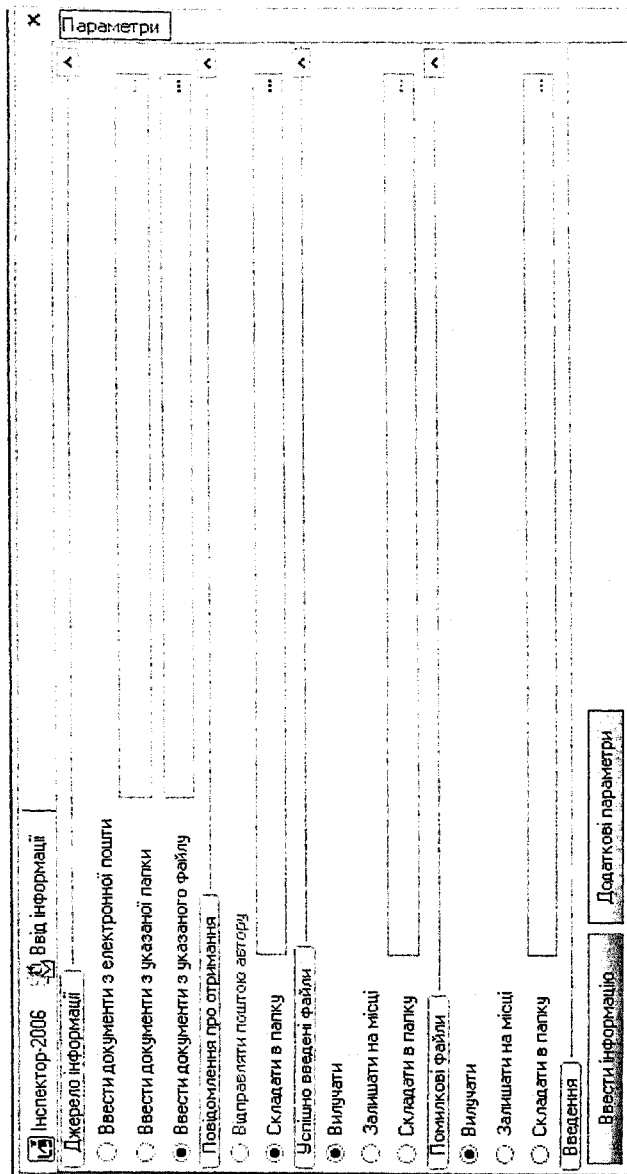 Інспектор-2006 Ввід інформації
Параметри
Джерело інформації
Ввести документи з електронної пошти
Ввести документи з указаної папки
...
Ввести документи з указаного файлу
...
Повідомлення про отримання
Відправляти поштою автору
Складати в папку
...
Успішно введені файли
Вилучати
Залишати на місці
Складати в папку
...
Помилкові файли
Вилучати
Залишати на місці
Складати в папку
...
Введення
Ввести інформацію Додаткові параметри